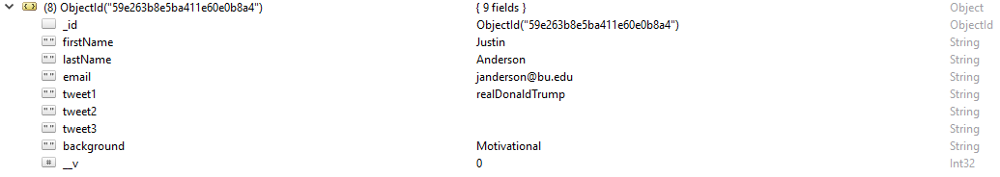 (8) ObjectId("59e263b8e5ba411e60e0b8a4") { 9 fields } Object
_id ObjectId("59e263b8e5ba411e60e0b8a4") ObjectId
"" firstName Justin String
"" lastName Anderson String
"" email janderson@bu.edu String
"" tweet1 realDonaldTrump String
"" tweet2 String
"" tweet3 String
"" background Motivational String
# __v 0 Int32